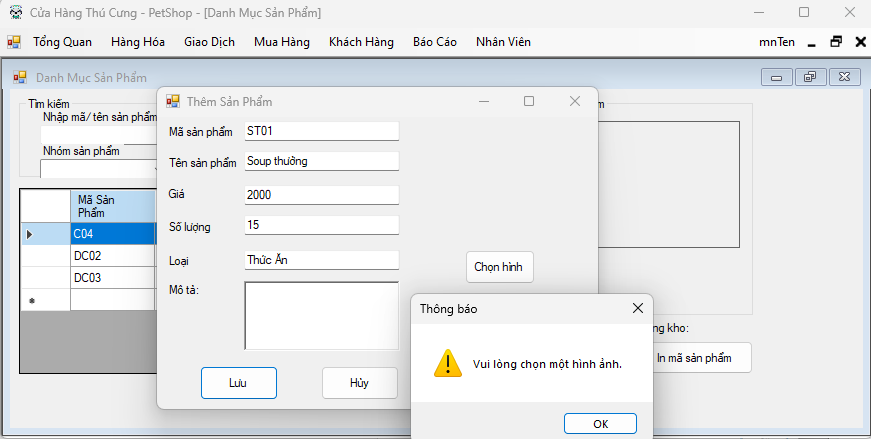 Cửa Hàng Thú Cưng - PetShop - [Danh Mục Sản Phẩm]
Tổng Quan Hàng Hóa Giao Dịch Mua Hàng Khách Hàng Báo Cáo Nhân Viên mnTen
Danh Mục Sản Phẩm
Tìm kiếm
Nhập mã/tên sản phẩm
Nhóm sản phẩm
Mã Sản
Phẩm
C04
DC02
DC03
Thêm Sản Phẩm
Mã sản phẩm ST01
Tên sản phẩm Soup thưởng
Giá 2000
Số lượng 15
Loại Thức Ăn
Chọn hình
Mô tả:
Lưu Hủy
Thông báo
Vui lòng chọn một hình ảnh.
OK
ng kho:
In mã sản phẩm